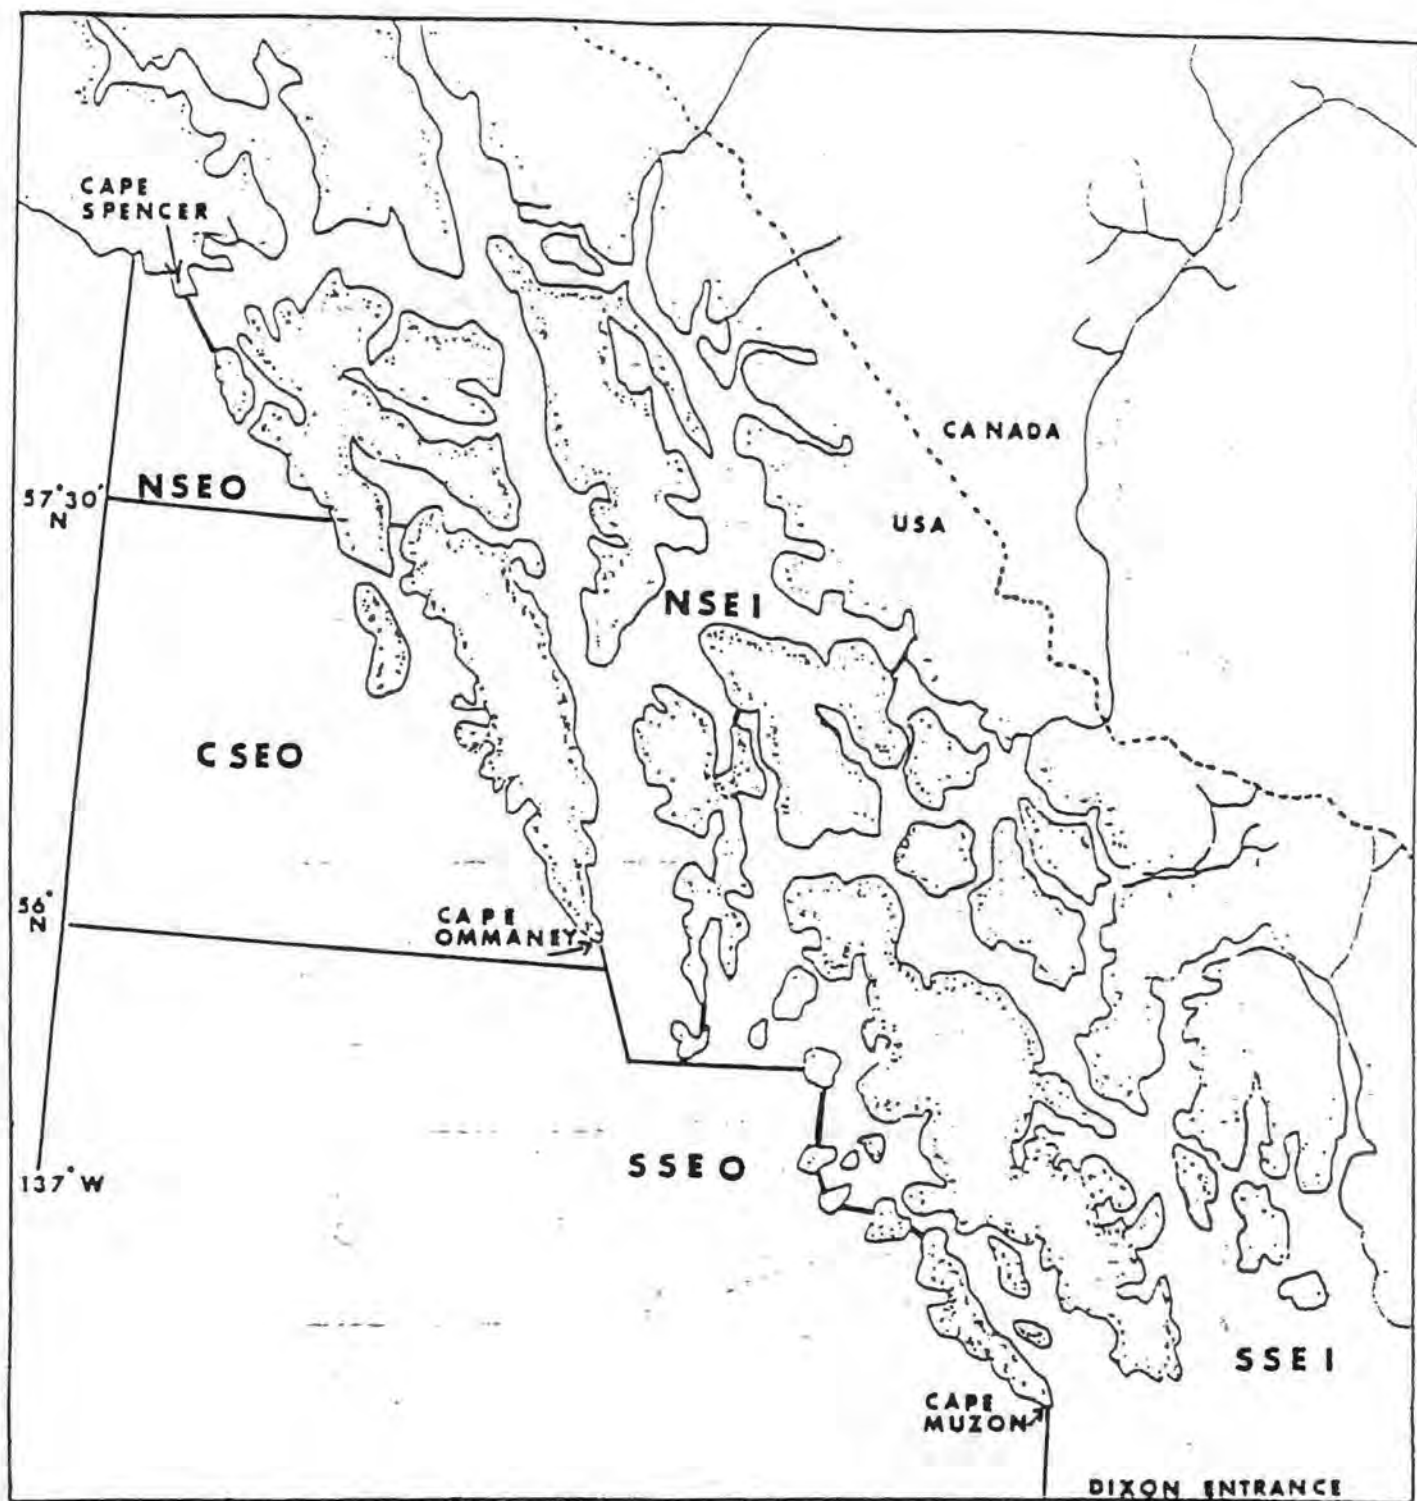 CAPE
SPENCER
CANADA
57°30'
N
NSEO
USA
NSEI
CSEO
56°
N
CAPE
OMMANEY
137°W
SSEO
SSEI
CAPE
MUZON
DIXON ENTRANCE